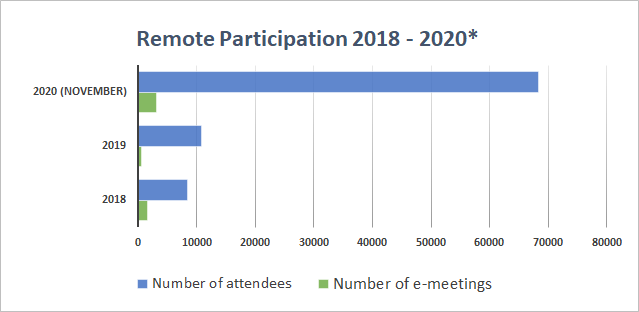 Remote Participation 2018 - 2020*
2020 (NOVEMBER)
2019
2018
0 10000 20000 30000 40000 50000 60000 70000 80000
Number of attendees Number of e-meetings